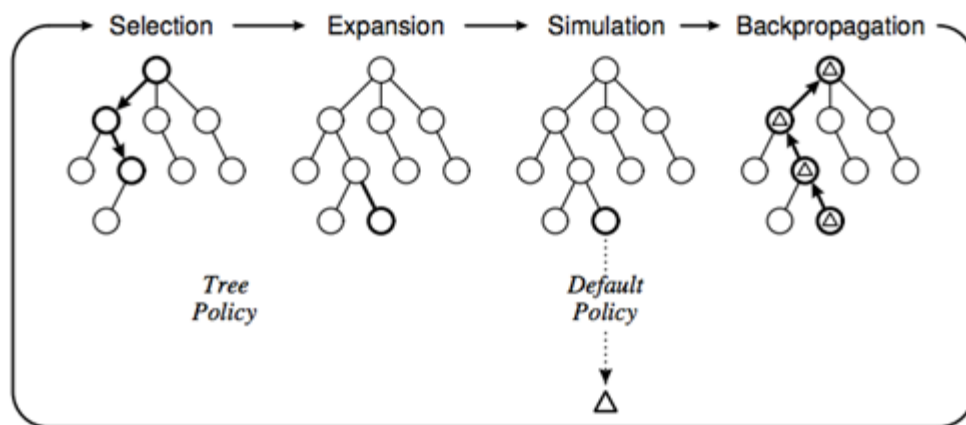 Selection
Expansion
Simulation
Backpropagation
Tree
Policy
Default
Policy